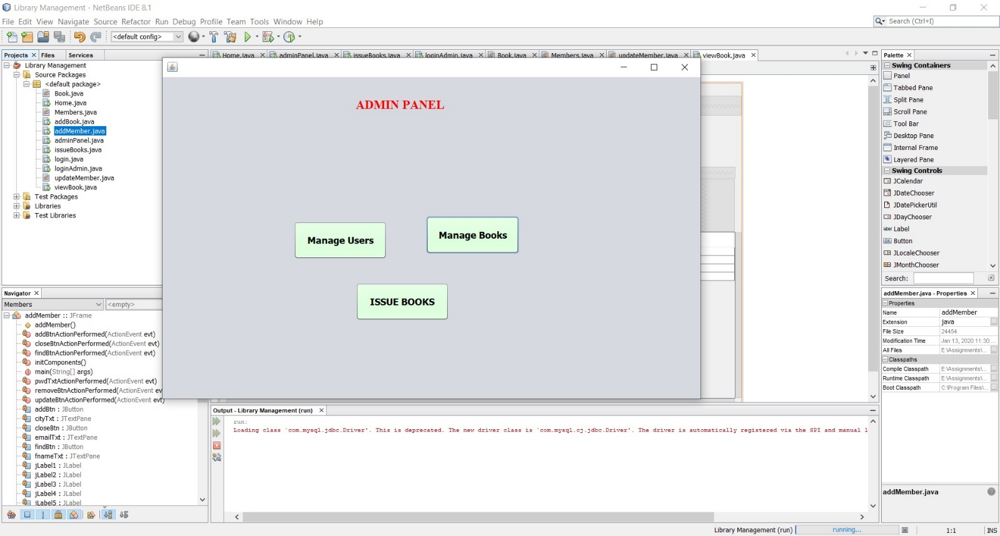 Library Management - NetBeans IDE 8.1
File Edit View Navigate Source Refactor Run Debug Profile Team Tools Window Help
Search (Ctrl+I)
<default config>
Projects Files Services
Library Management
Source Packages
<default package>
Book.java
Home.java
Members.java
addBook.java
addMember.java
adminPanel.java
issueBooks.java
login.java
loginAdmin.java
updateMember.java
viewBook.java
Test Packages
Libraries
Test Libraries
Home.java adminPanel.java issueBooks.java loginAdmin.java Book.java Members.java updateMember.java viewBook.java
ADMIN PANEL
Manage Users
Manage Books
ISSUE BOOKS
Palette
Swing Containers
Panel
Tabbed Pane
Split Pane
Scroll Pane
Tool Bar
Desktop Pane
Internal Frame
Layered Pane
Swing Controls
JCalendar
JDateChooser
JDatePickerUtil
JDayChooser
Label
Button
JLocaleChooser
JMonthChooser
Search:
Navigator
Members <empty>
addMember :: JFrame
addMember()
addBtnActionPerformed(ActionEvent evt)
closeBtnActionPerformed(ActionEvent evt)
findBtnActionPerformed(ActionEvent evt)
initComponents()
main(String[] args)
pwdTxtActionPerformed(ActionEvent evt)
removeBtnActionPerformed(ActionEvent ev
updateBtnActionPerformed(ActionEvent evt)
addBtn : JButton
cityTxt : JTextPane
closeBtn : JButton
emailTxt : JTextPane
findBtn : JButton
fnameTxt : JTextPane
jLabel1 : JLabel
jLabel2 : JLabel
jLabel3 : JLabel
jLabel4 : JLabel
jLabel5 : JLabel
Output - Library Management (run)
run:
Loading class `com.mysql.jdbc.Driver'. This is deprecated. The new driver class is `com.mysql.cj.jdbc.Driver'. The driver is automatically registered via the SPI and manual l
addMember.java - Properties
Properties
Name addMember
Extension java
File Size 24454
Modification Time Jan 13, 2020 11:30:...
All Files E:\Assignments\...
Classpaths
Compile Classpath E:\Assignments\...
Runtime Classpath E:\Assignments\...
Boot Classpath C:\Program Files\...
addMember.java
Library Management (run) running... 1:1 INS